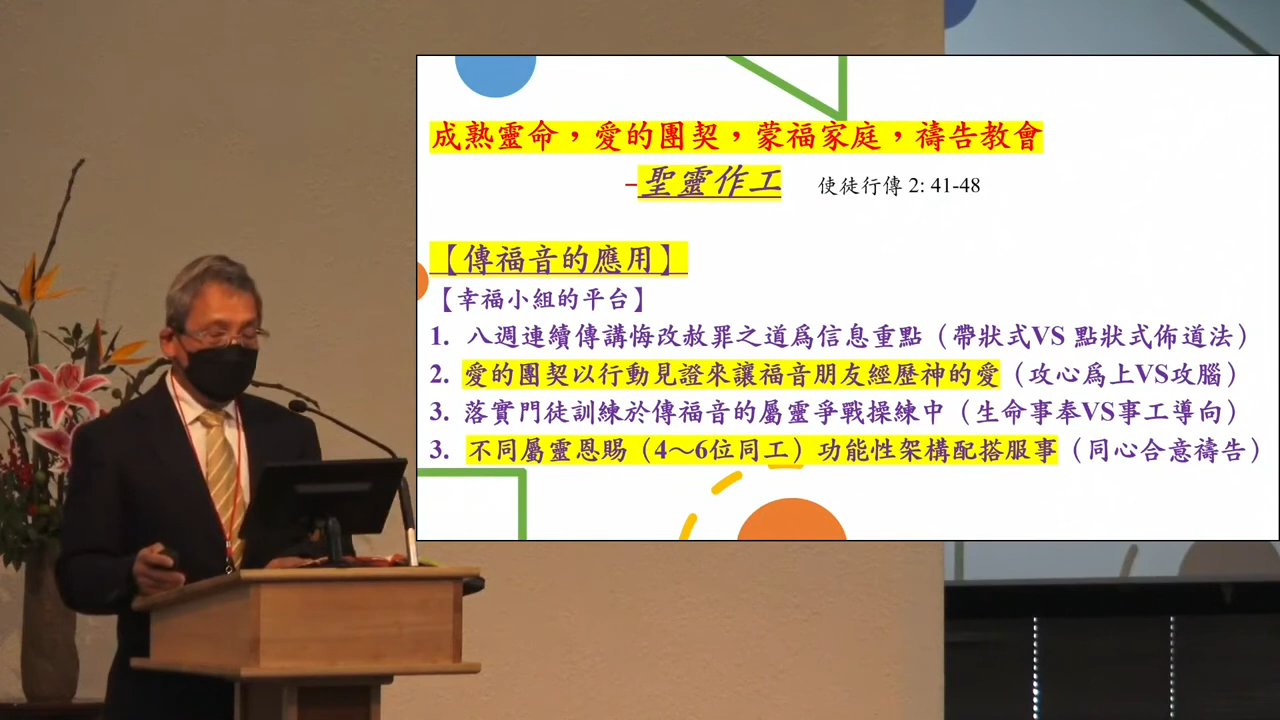 成熟靈命，愛的團契，蒙福家庭，禱告教會
–聖靈作工 使徒行傳 2: 41-48
【傳福音的應用】
【幸福小組的平台】
1. 八週連續傳講悔改赦罪之道為信息重點（帶狀式VS 點狀式佈道法）
2. 愛的團契以行動見證來讓福音朋友經歷神的愛（攻心為上VS攻腦）
3. 落實門徒訓練於傳福音的屬靈爭戰操練中（生命事奉VS事工導向）
3. 不同屬靈恩賜（4～6位同工）功能性架構配搭服事（同心合意禱告）